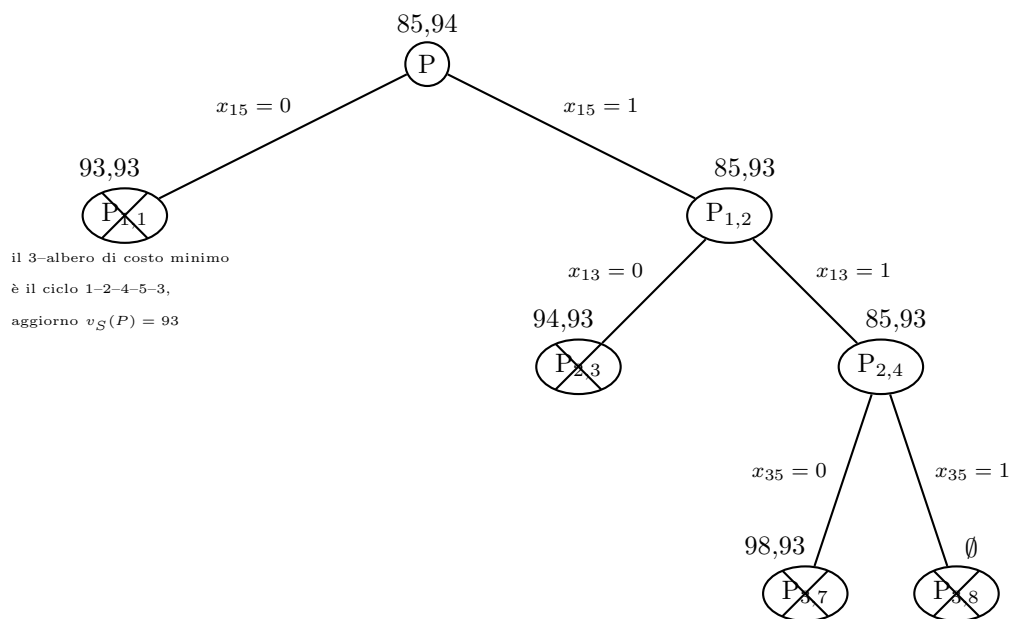 85,94
P
x15 = 0
x15 = 1
93,93
85,93
P1,1
P1,2
il 3–albero di costo minimo
è il ciclo 1–2–4–5–3,
aggiorno vS(P) = 93
x13 = 0
x13 = 1
94,93
85,93
P2,3
P2,4
x35 = 0
x35 = 1
98,93
∅
P3,7
P3,8